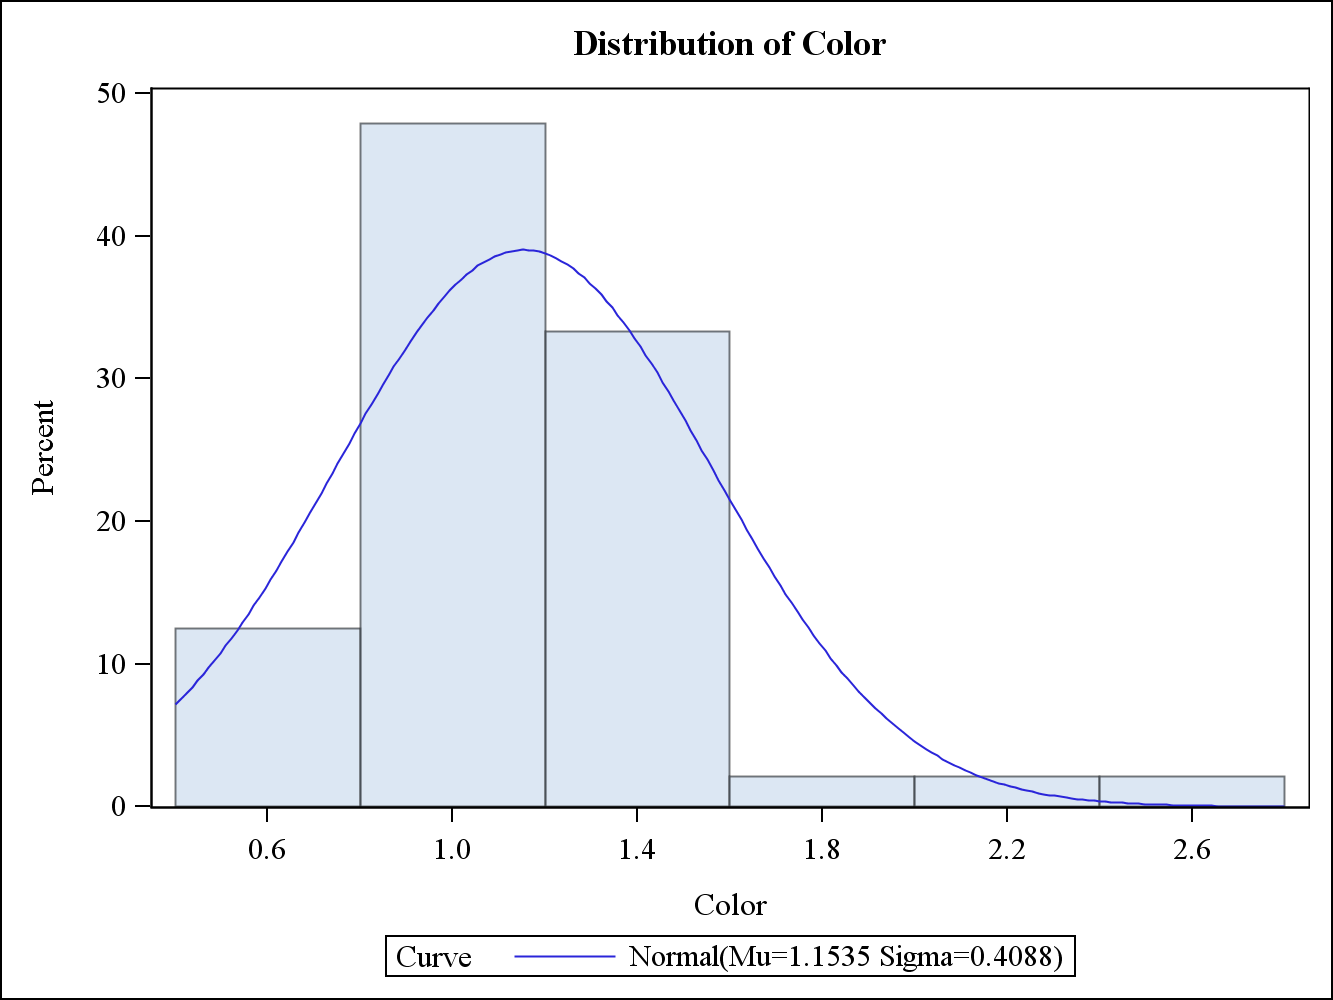 Distribution of Color
50
40
30
20
10
0
Percent
0.6 1.0 1.4 1.8 2.2 2.6
Color
Curve Normal(Mu=1.1535 Sigma=0.4088)